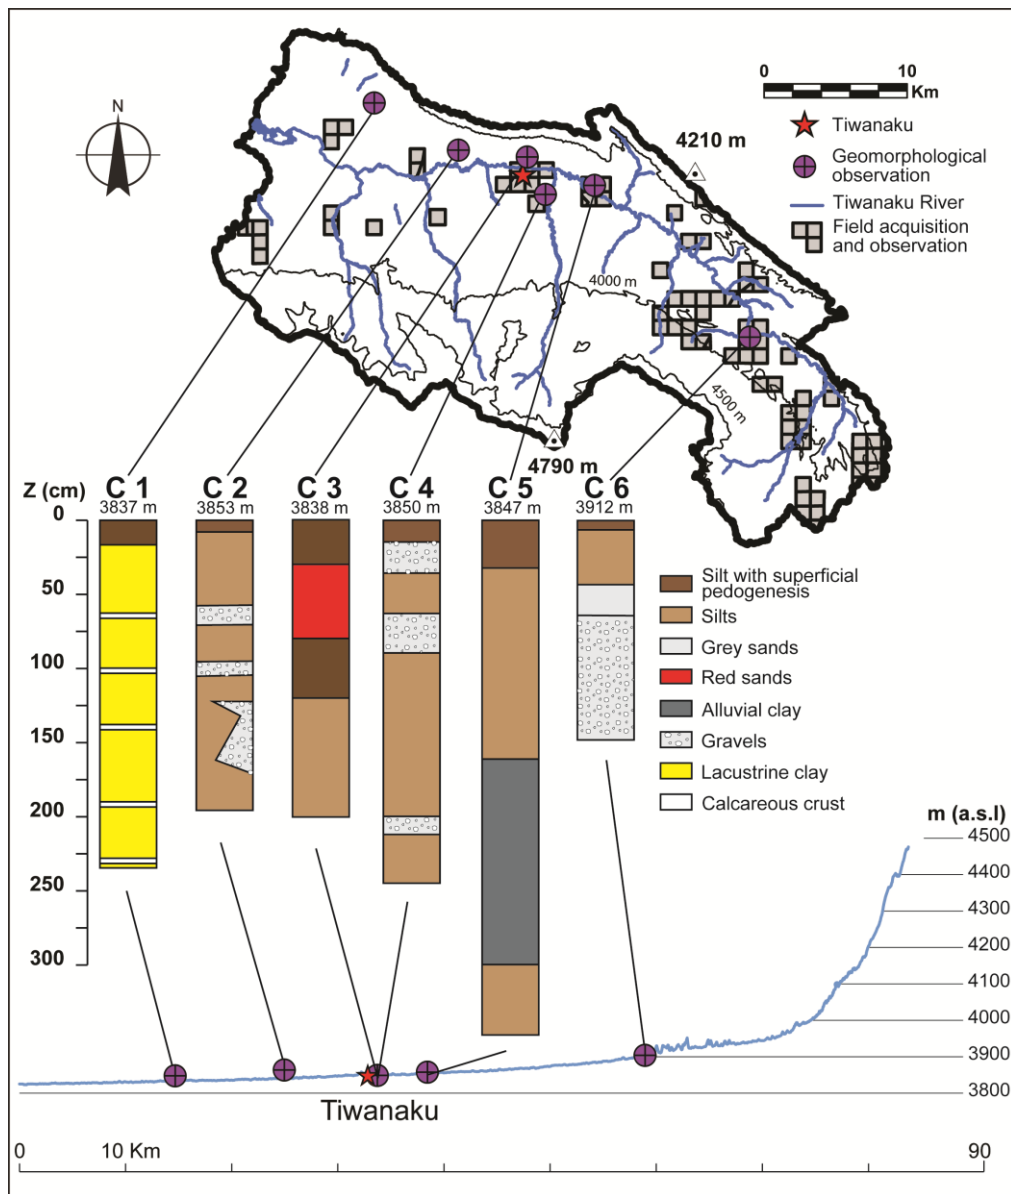 N
0 10
Km
Tiwanaku
4210 m
Geomorphological
observation
Tiwanaku River
Field acquisition
and observation
4000 m
4500 m
4790 m
Z (cm)
C 1 C 2 C 3 C 4 C 5 C 6
3837 m 3853 m 3838 m 3850 m 3847 m 3912 m
0
50
100
150
200
250
300
Silt with superficial
pedogenesis
Silts
Grey sands
Red sands
Alluvial clay
Gravels
Lacustrine clay
Calcareous crust
m (a.s.l)
4500
4400
4300
4200
4100
4000
3900
3800
Tiwanaku
0 10 Km 90